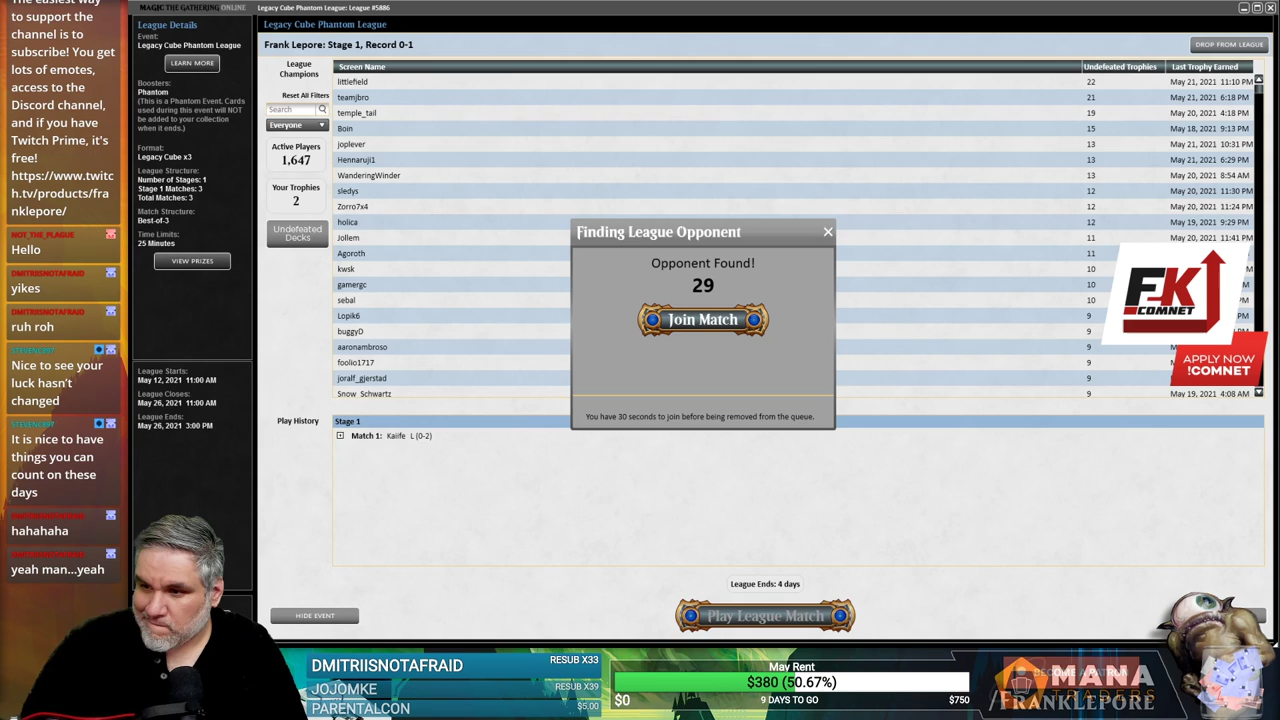 The easiest way
to support the
channel is to
subscribe! You get
lots of emotes,
access to the
Discord channel,
and if you have
Twitch Prime, it's
free!
https://www.twitc
h.tv/products/fra
nklepore/
NOT_THE_PLAGUE
Hello
DMITRIISNOTAFRAID
yikes
DMITRIISNOTAFRAID
ruh roh
Nice to see your
luck hasn't
changed
It is nice to have
things you can
count on these
days
hahahaha
yeah man...yeah
MAGIC THE GATHERING ONLINE
Legacy Cube Phantom League: League #5886
League Details
Event:
Legacy Cube Phantom League
LEARN MORE
Boosters:
Phantom
(This is a Phantom Event. Cards
used during this event will NOT
be added to your collection
when it ends.)
Format:
Legacy Cube x3
League Structure:
Number of Stages: 1
Stage 1 Matches: 3
Total Matches: 3
Match Structure:
Best-of-3
Time Limits:
25 Minutes
VIEW PRIZES
League Starts:
May 12, 2021 11:00 AM
League Closes:
May 26, 2021 11:00 AM
League Ends:
May 26, 2021 3:00 PM
Legacy Cube Phantom League
Frank Lepore: Stage 1, Record 0-1
DROP FROM LEAGUE
League
Champions
Reset All Filters
Search
Everyone
Active Players
1,647
Your Trophies
2
Undefeated
Decks
Screen Name Undefeated Trophies Last Trophy Earned
littlefield 22 May 21, 2021 11:10 PM
teamjbro 21 May 21, 2021 6:18 PM
temple_tail 19 May 20, 2021 4:18 PM
Boin 15 May 18, 2021 9:13 PM
joplever 13 May 21, 2021 10:31 PM
Hennaruji1 13 May 21, 2021 6:29 PM
WanderingWinder 13 May 20, 2021 8:54 AM
sledys 12 May 20, 2021 11:30 PM
Zorro7x4 12 May 20, 2021 11:24 PM
holica 12 May 19, 2021 9:29 PM
Jollem 11 May 20, 2021 11:41 PM
Agoroth 11
kwsk 10
gamergc 10
sebal 10
Lopik6 9
buggyD 9
aaronambroso 9
foolio1717 9
joralf_gjerstad 9
Snow_Schwartz 9 May 19, 2021 4:08 AM
Finding League Opponent
Opponent Found!
29
Join Match
You have 30 seconds to join before being removed from the queue.
COMNET
APPLY NOW
!COMNET
Play History
Stage 1
Match 1: Kaiife L (0-2)
League Ends: 4 days
HIDE EVENT
Play League Match
DMITRIISNOTAFRAID RESUB X33
JOJOMKE RESUB X39
PARENTALCON $5.00
May Rent
$380 (50.67%)
$0 9 DAYS TO GO $750
BECOME A PATRON
MANA
TRADERS
/FRANKLEPORE